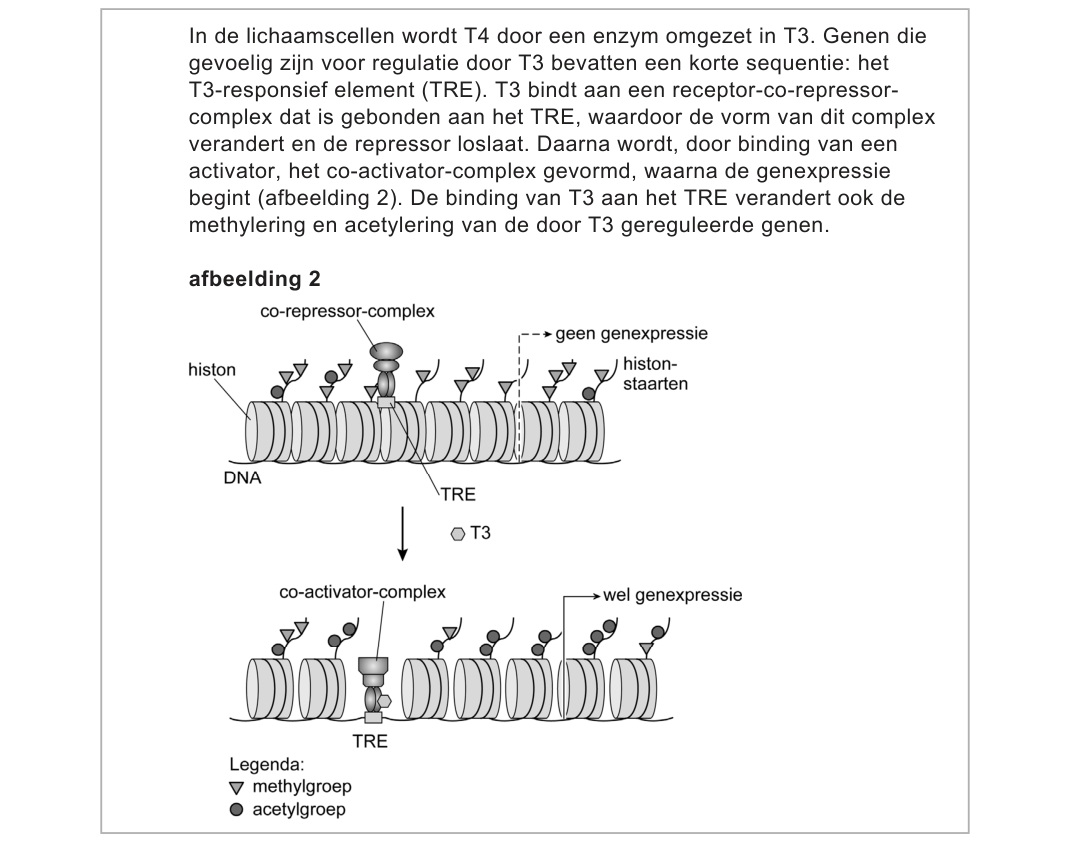 In de lichaamscellen wordt T4 door een enzym omgezet in T3. Genen die
gevoelig zijn voor regulatie door T3 bevatten een korte sequentie: het
T3-responsief element (TRE). T3 bindt aan een receptor-co-repressor-
complex dat is gebonden aan het TRE, waardoor de vorm van dit complex
verandert en de repressor loslaat. Daarna wordt, door binding van een
activator, het co-activator-complex gevormd, waarna de genexpressie
begint (afbeelding 2). De binding van T3 aan het TRE verandert ook de
methylering en acetylering van de door T3 gereguleerde genen.
afbeelding 2
co-repressor-complex
geen genexpressie
histon
histon-
staarten
DNA
TRE
T3
co-activator-complex
wel genexpressie
TRE
Legenda:
methylgroep
acetylgroep